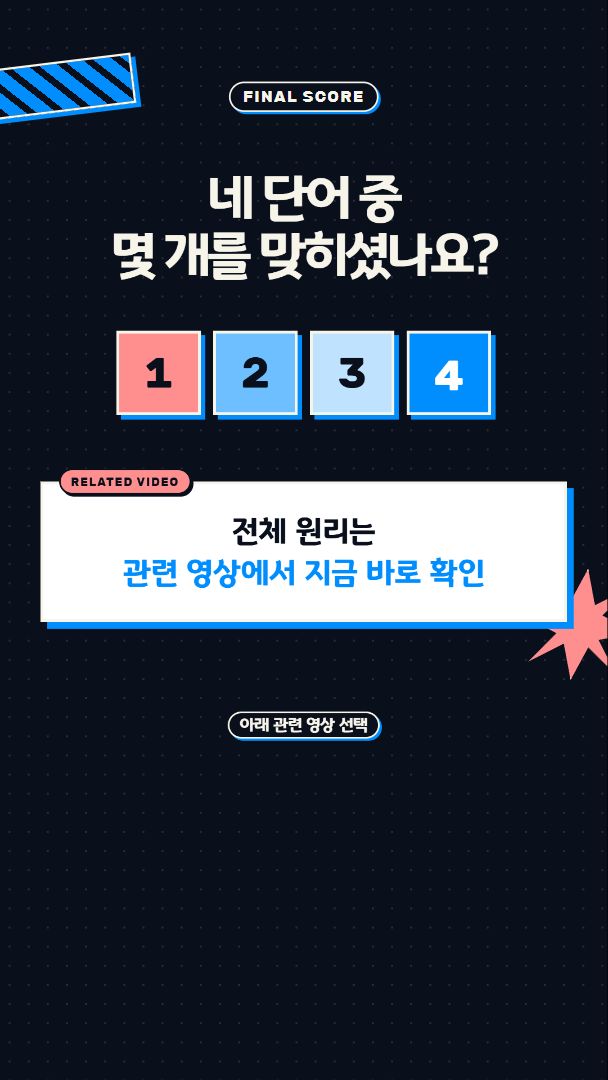 FINAL SCORE
네 단어 중
몇 개를 맞히셨나요?
1 2 3 4
RELATED VIDEO
전체 원리는
관련 영상에서 지금 바로 확인
아래 관련 영상 선택